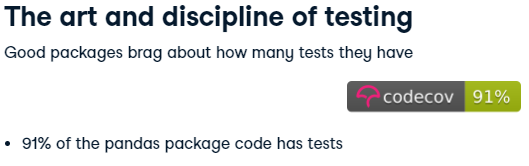 The art and discipline of testing
Good packages brag about how many tests they have
codecov 91%
• 91% of the pandas package code has tests